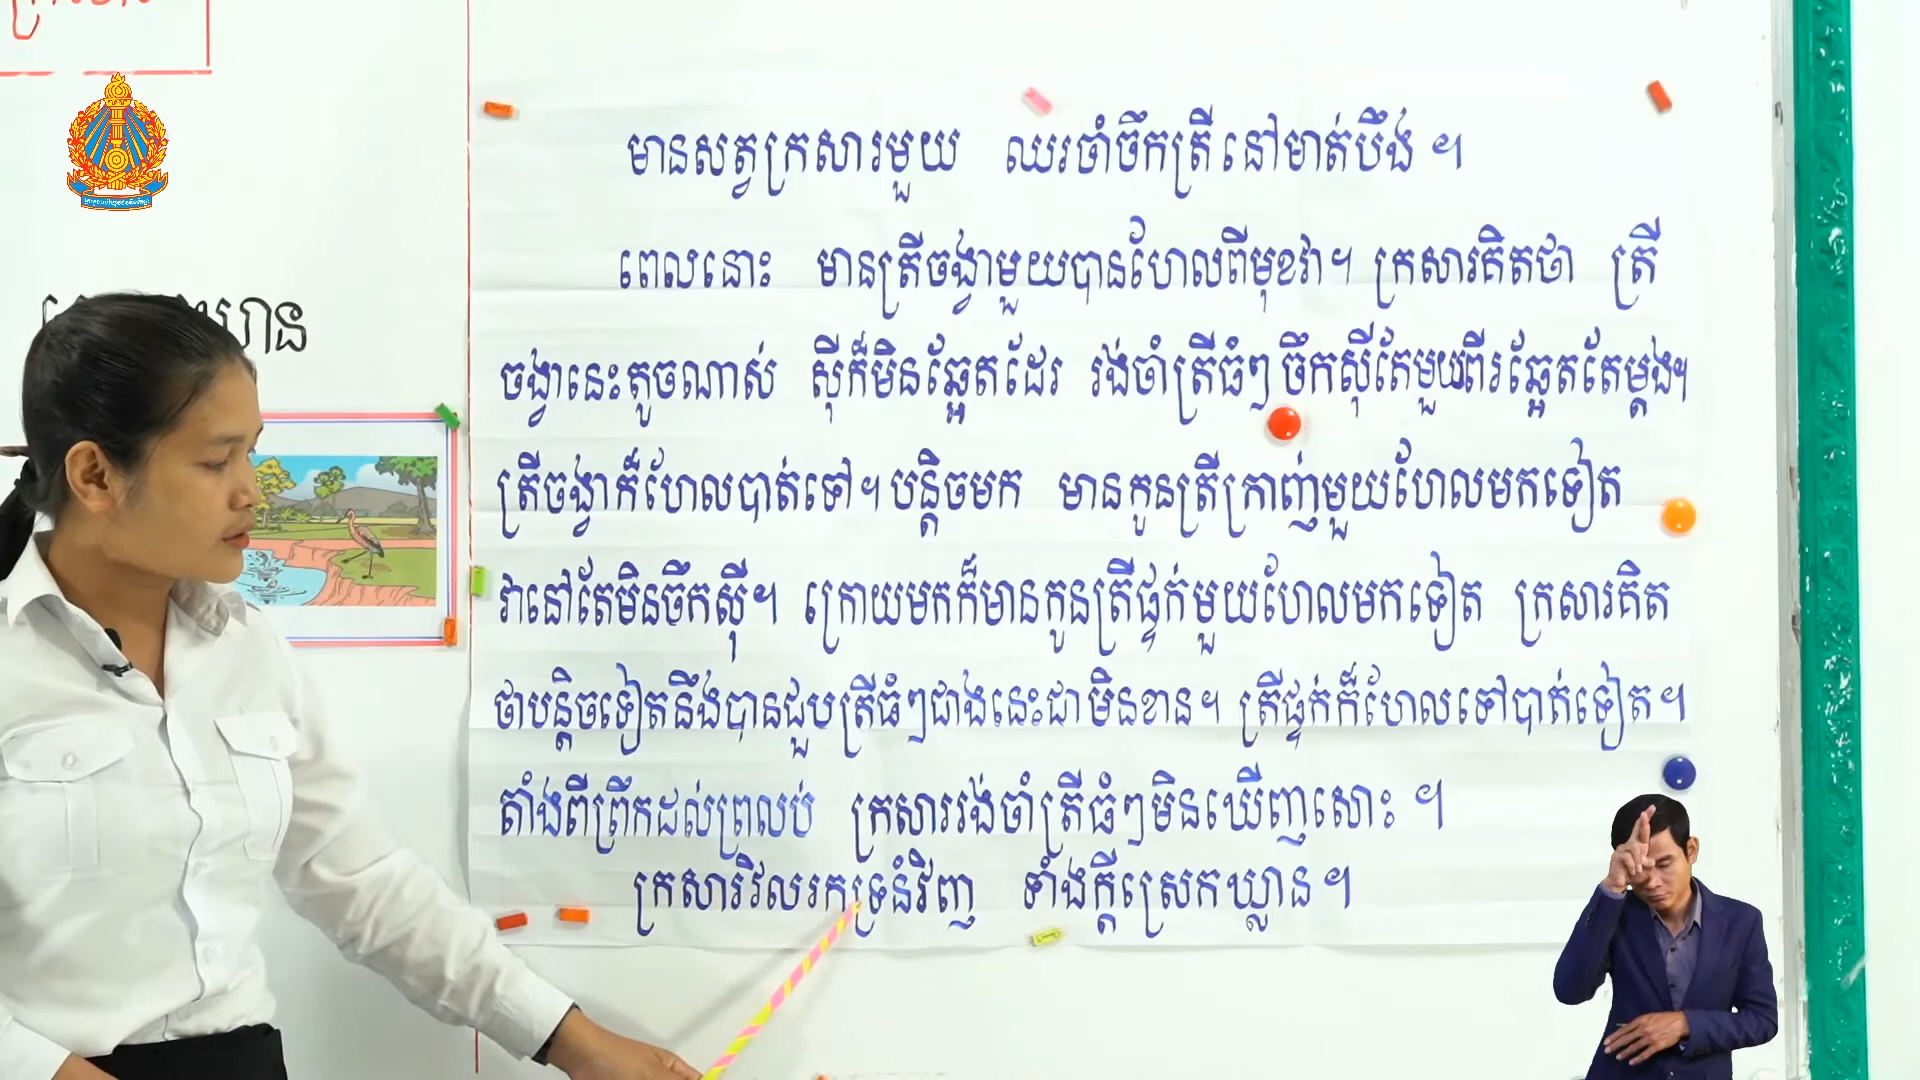 មានសត្វក្រសារមួយ ឈរចាំចឹកត្រីនៅមាត់បឹង ។
ពេលនោះ មានត្រីចង្វាមួយបានហែលពីមុខវា។ ក្រសារគិតថា ត្រី
ចង្វានេះតូចណាស់ ស៊ីក៏មិនឆ្អែតដែរ រង់ចាំត្រីធំៗ ចឹកស៊ីតែមួយពីរឆ្អែតតែម្ដង។
ត្រីចង្វាក៏ហែលបាត់ទៅ។ បន្តិចមក មានកូនត្រីក្រាញ់មួយហែលមកទៀត
វានៅតែមិនចឹកស៊ី។ ក្រោយមកក៏មានកូនត្រីផ្ទក់មួយហែលមកទៀត ក្រសារគិត
ថាបន្តិចទៀតនឹងបានជួបត្រីធំៗជាងនេះជាមិនខាន។ ត្រីផ្ទក់ក៏ហែលទៅបាត់ទៀត។
តាំងពីព្រឹកដល់ព្រលប់ ក្រសាររង់ចាំត្រីធំៗមិនឃើញសោះ ។
ក្រសារវិលរកទ្រនំវិញ ទាំងក្ដីស្រេកឃ្លាន។